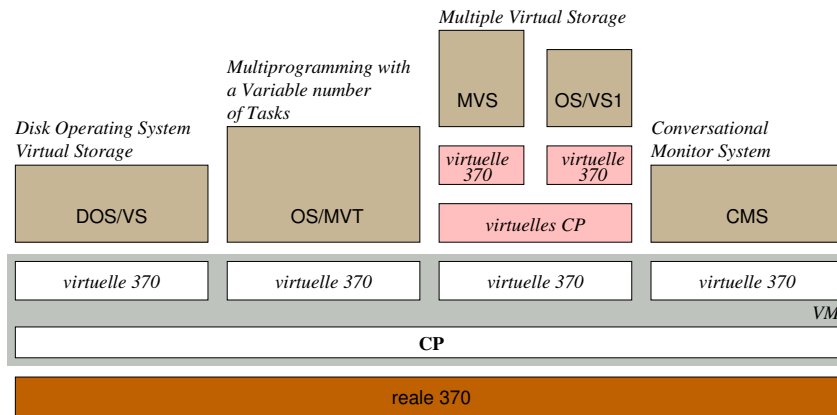 Multiple Virtual Storage
Multiprogramming with
a Variable number
of Tasks
MVS
OS/VS1
Disk Operating System
Virtual Storage
Conversational
Monitor System
virtuelle
370
virtuelle
370
DOS/VS
OS/MVT
virtuelles CP
CMS
virtuelle 370
virtuelle 370
virtuelle 370
virtuelle 370
VM
CP
reale 370